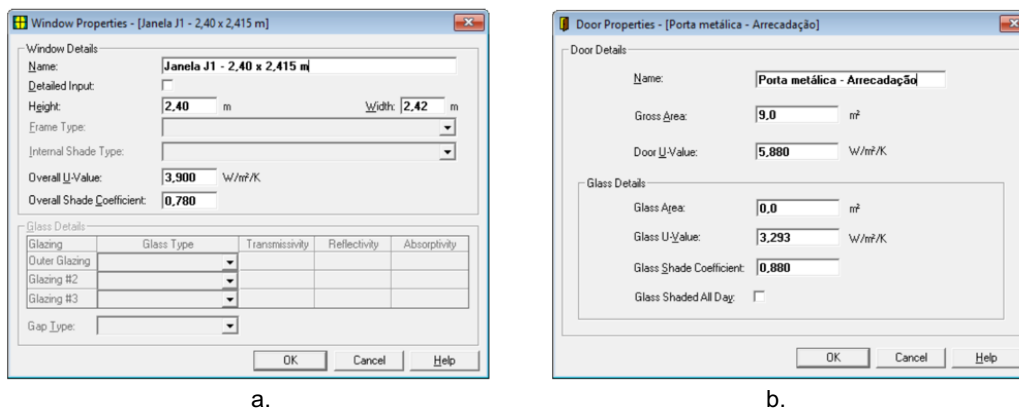 Window Properties - [Janela J1 - 2,40 x 2,415 m]
Window Details
Name: Janela J1 - 2,40 x 2,415 m
Detailed Input:
Height: 2,40 m Width: 2,42 m
Frame Type:
Internal Shade Type:
Overall U-Value: 3,900 W/m²/K
Overall Shade Coefficient: 0,780
Glass Details
Glazing Glass Type Transmissivity Reflectivity Absorptivity
Outer Glazing
Glazing #2
Glazing #3
Gap Type:
OK Cancel Help
a.
Door Properties - [Porta metálica - Arrecadação]
Door Details
Name: Porta metálica - Arrecadação
Gross Area: 9,0 m²
Door U-Value: 5,880 W/m²/K
Glass Details
Glass Area: 0,0 m²
Glass U-Value: 3,293 W/m²/K
Glass Shade Coefficient: 0,880
Glass Shaded All Day:
OK Cancel Help
b.